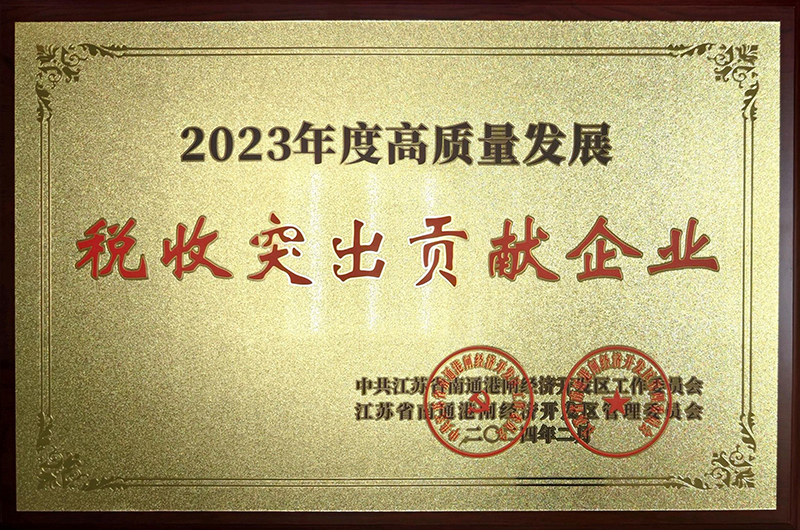 2023年度高质量发展
税收突出贡献企业
中共江苏省南通港闸经济开发区工作委员会
江苏省南通港闸经济开发区管理委员会
二〇二四年二月